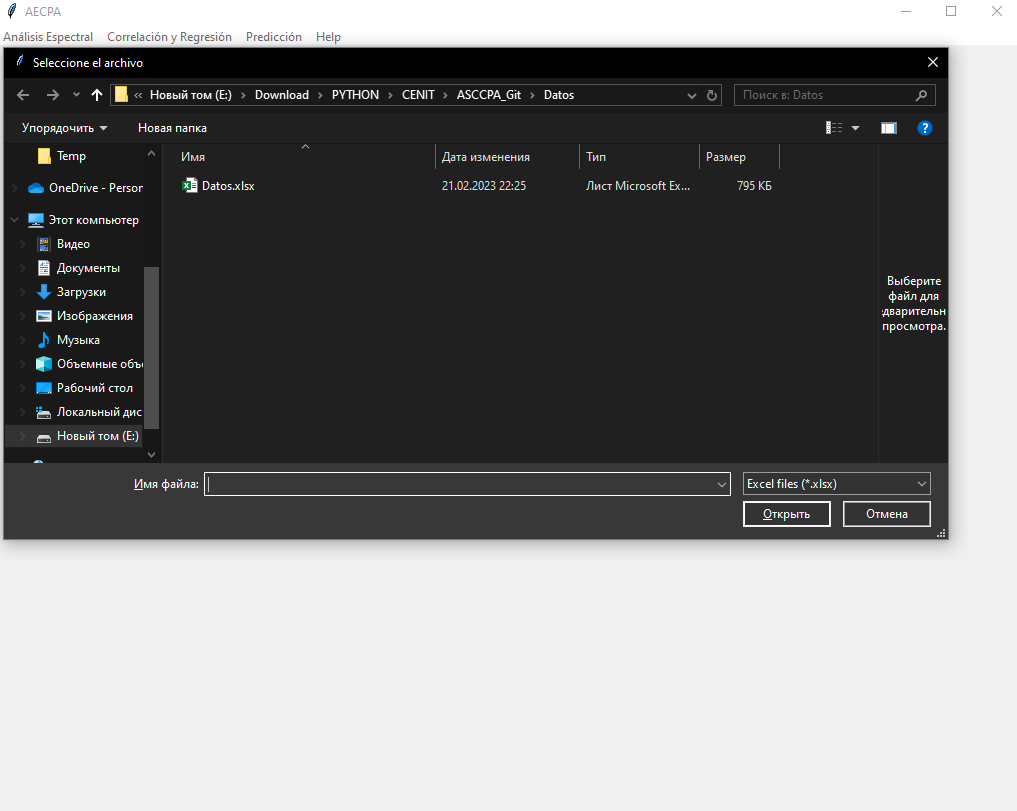 AECPA
Análisis Espectral Correlación y Regresión Predicción Help
Seleccione el archivo
« Новый том (E:) › Download › PYTHON › CENIT › ASCCPA_Git › Datos
Поиск в: Datos
Упорядочить Новая папка
Temp
OneDrive - Person
Этот компьютер
Видео
Документы
Загрузки
Изображения
Музыка
Объемные объ
Рабочий стол
Локальный дис
Новый том (E:)
Имя Дата изменения Тип Размер
Datos.xlsx 21.02.2023 22:25 Лист Microsoft Ex... 795 КБ
Выберите
файл для
дварительн
просмотра.
Имя файла:
Excel files (*.xlsx)
Открыть Отмена